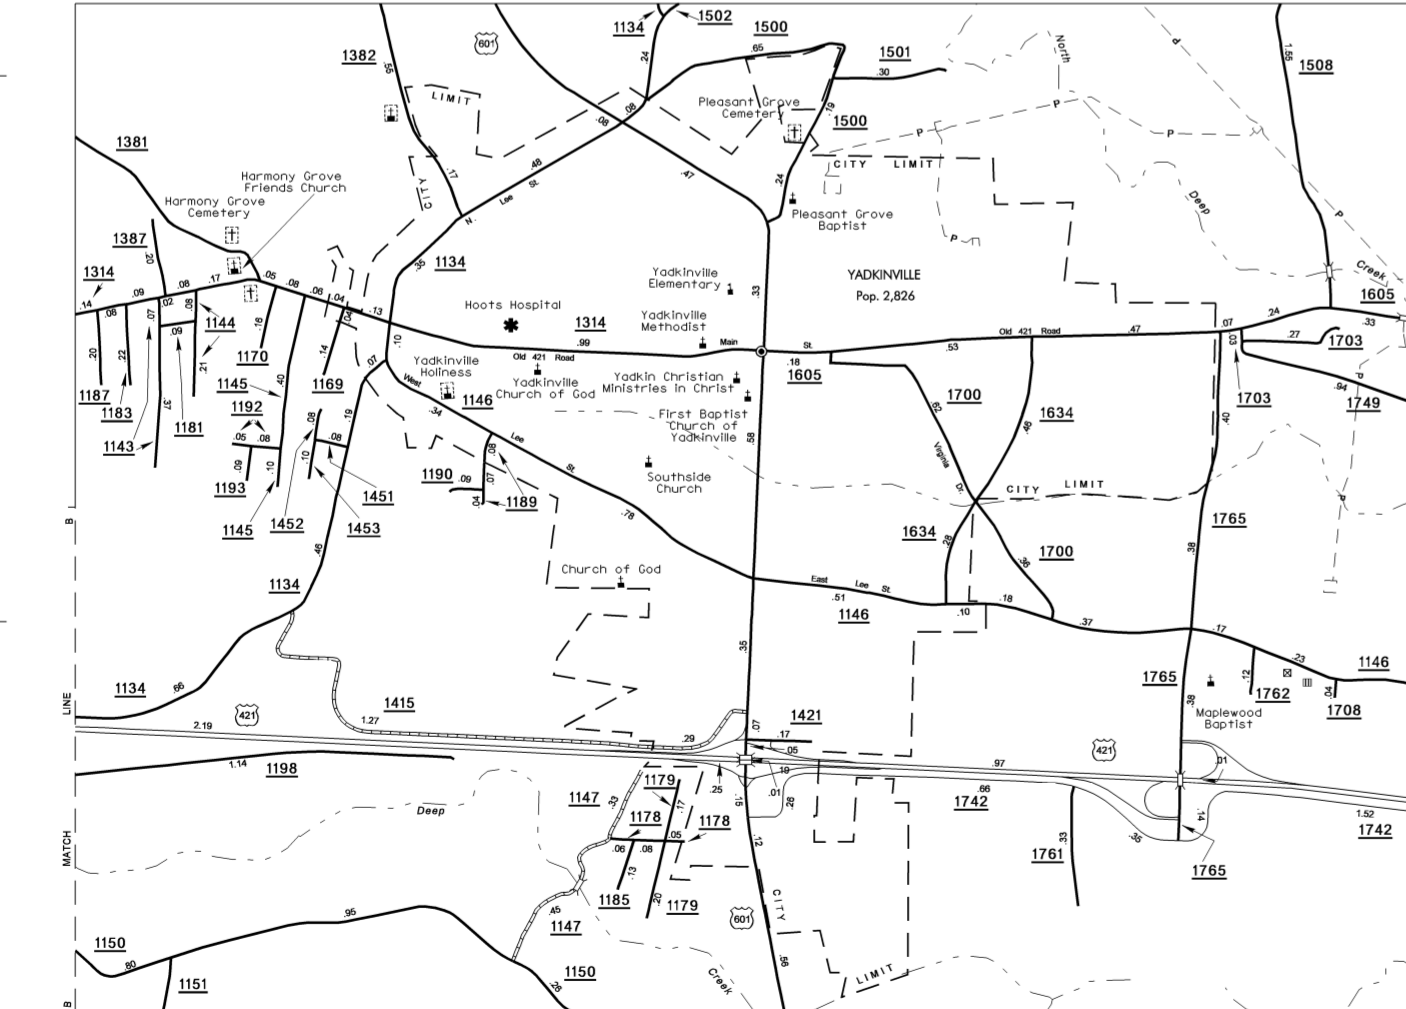 1134
1502
1500
1382
601
.55
.24
.65
1501
.30
1508
1.55
North
P
LIMIT
.08
.08
Pleasant Grove
Cemetery
.19
1500
P
P
P
1381
.48
.47
CITY LIMIT
Harmony Grove
Friends Church
.17
CITY
N. Lee St.
.24
Deep
Harmony Grove
Cemetery
Pleasant Grove
Baptist
P
P
1387
.20
1134
.35
Yadkinville
Elementary
YADKINVILLE
Pop. 2,826
Creek
1314
.14
.09
.08
.17
.05
.08
.06
.04
.13
.33
1605
.08
.02
.07
.08
.04
Hoots Hospital
1314
Yadkinville
Methodist
.24
.33
1144
.09
.16
.14
.10
.99
Main St.
Old 421 Road
.53
Old 421 Road
.47
.07
.03
.27
1703
.20
.22
1170
.21
.07
Yadkinville
Holiness
Yadkinville
Church of God
.18
1605
Yadkin Christian
Ministries in Christ
P
.94
1187
1183
1145
.40
1169
West
.34
1146
First Baptist
Church of
Yadkinville
.62
1700
1634
.46
.40
1703
1749
1143
.37
1181
1192
.05
.08
.08
.19
.08
Lee
St.
.58
Virginia
Dr.
1193
.09
.10
.10
1451
1190
.09
.08
.07
.04
1189
Southside
Church
CITY LIMIT
P
1145
1452
1453
.78
1634
.28
1700
.36
1765
.38
B
.46
1134
Church of God
East Lee St.
.51
1146
.10
.18
.37
.17
.35
1134
.66
1765
.38
.12
1762
.23
.04
1708
1146
Maplewood
Baptist
LINE
421
2.19
1415
1.27
.29
.07
1421
.17
.05
421
.97
.01
1.14
1198
1147
.33
1179
.17
.25
.15
.19
.01
.26
.66
1742
.14
1.52
1742
Deep
1178
.05
1178
.06
.08
.12
1761
.33
.35
1765
MATCH
.13
1185
.20
1179
.45
1147
601
CITY
.95
1150
.80
1151
1150
.26
Creek
.56
LIMIT
B